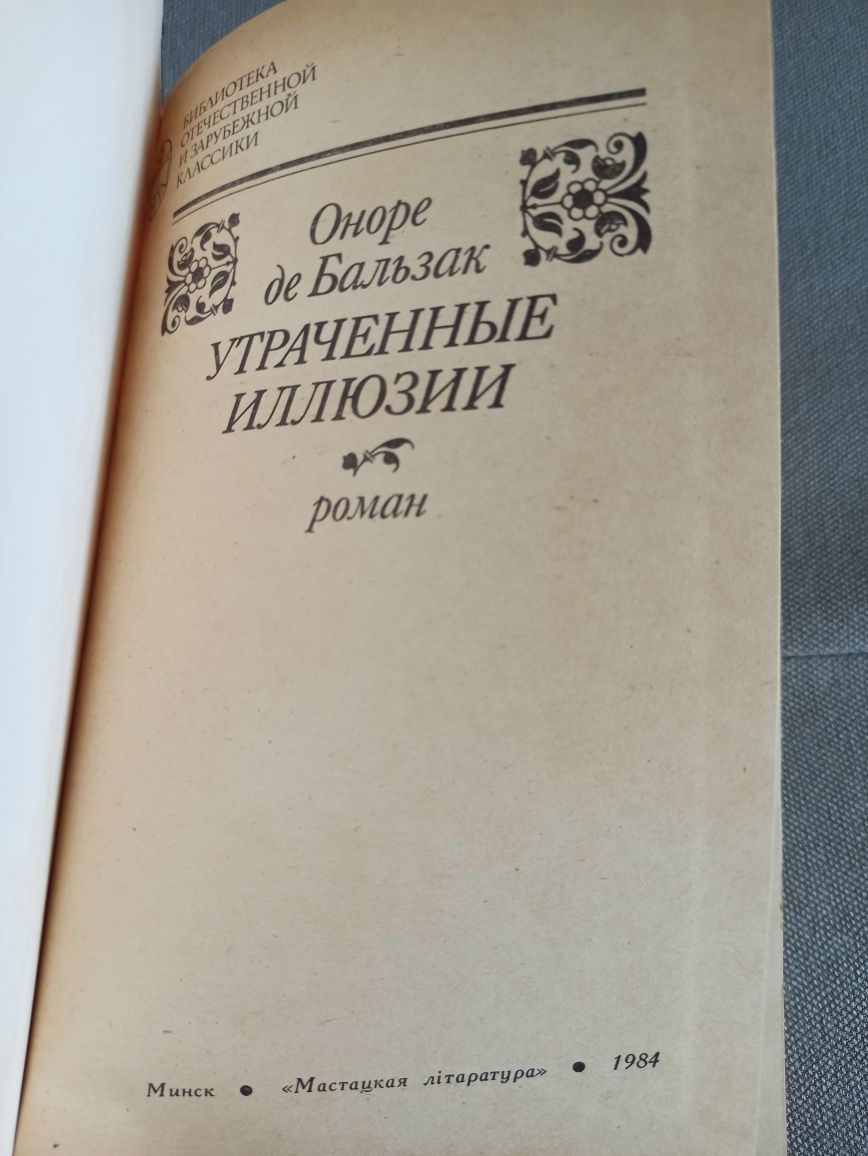 БИБЛИОТЕКА
ОТЕЧЕСТВЕННОЙ
И ЗАРУБЕЖНОЙ
КЛАССИКИ
Оноре
де Бальзак
УТРАЧЕННЫЕ
ИЛЛЮЗИИ
роман
Минск • «Мастацкая літаратура» • 1984